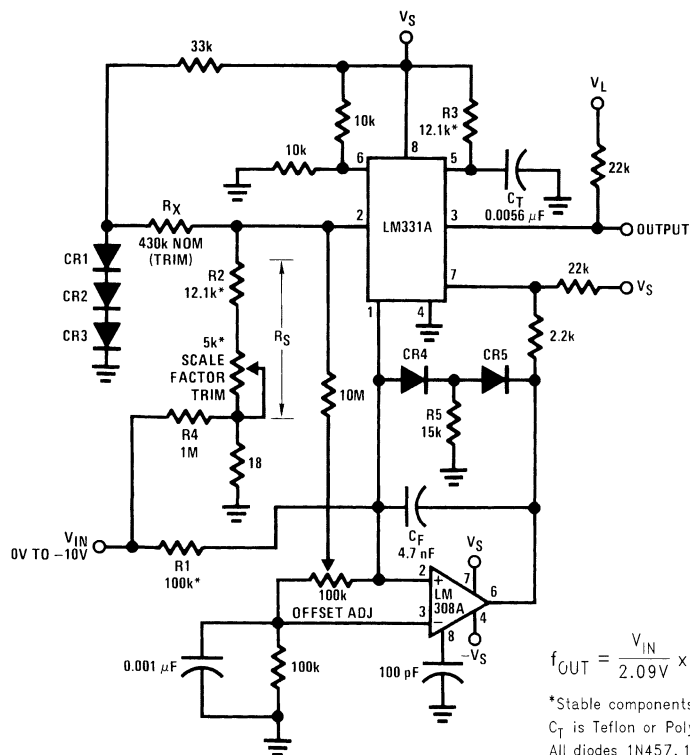 VS
33k
VL
10k
R3
12.1k*
10k
22k
6
8
5
CT
0.0056 µF
RX
430k NOM
(TRIM)
2
LM331A
3
OUTPUT
CR1
CR2
CR3
R2
12.1k*
RS
7
22k
VS
1
4
5k*
SCALE
FACTOR
TRIM
2.2k
CR4
CR5
10M
R5
15k
R4
1M
18
VIN
0V TO −10V
R1
100k*
CF
4.7 nF
VS
100k
OFFSET ADJ
2
+
7
LM
308A
6
3
−
4
8
−VS
0.001 µF
100k
100 pF
fOUT = VIN / 2.09V x
*Stable components
CT is Teflon or Poly
All diodes 1N457, 1